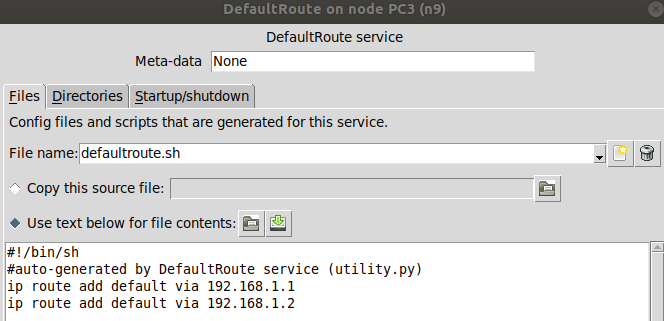 DefaultRoute on node PC3 (n9)
DefaultRoute service
Meta-data None
Files Directories Startup/shutdown
Config files and scripts that are generated for this service.
File name: defaultroute.sh
Copy this source file:
Use text below for file contents:
#!/bin/sh
#auto-generated by DefaultRoute service (utility.py)
ip route add default via 192.168.1.1
ip route add default via 192.168.1.2